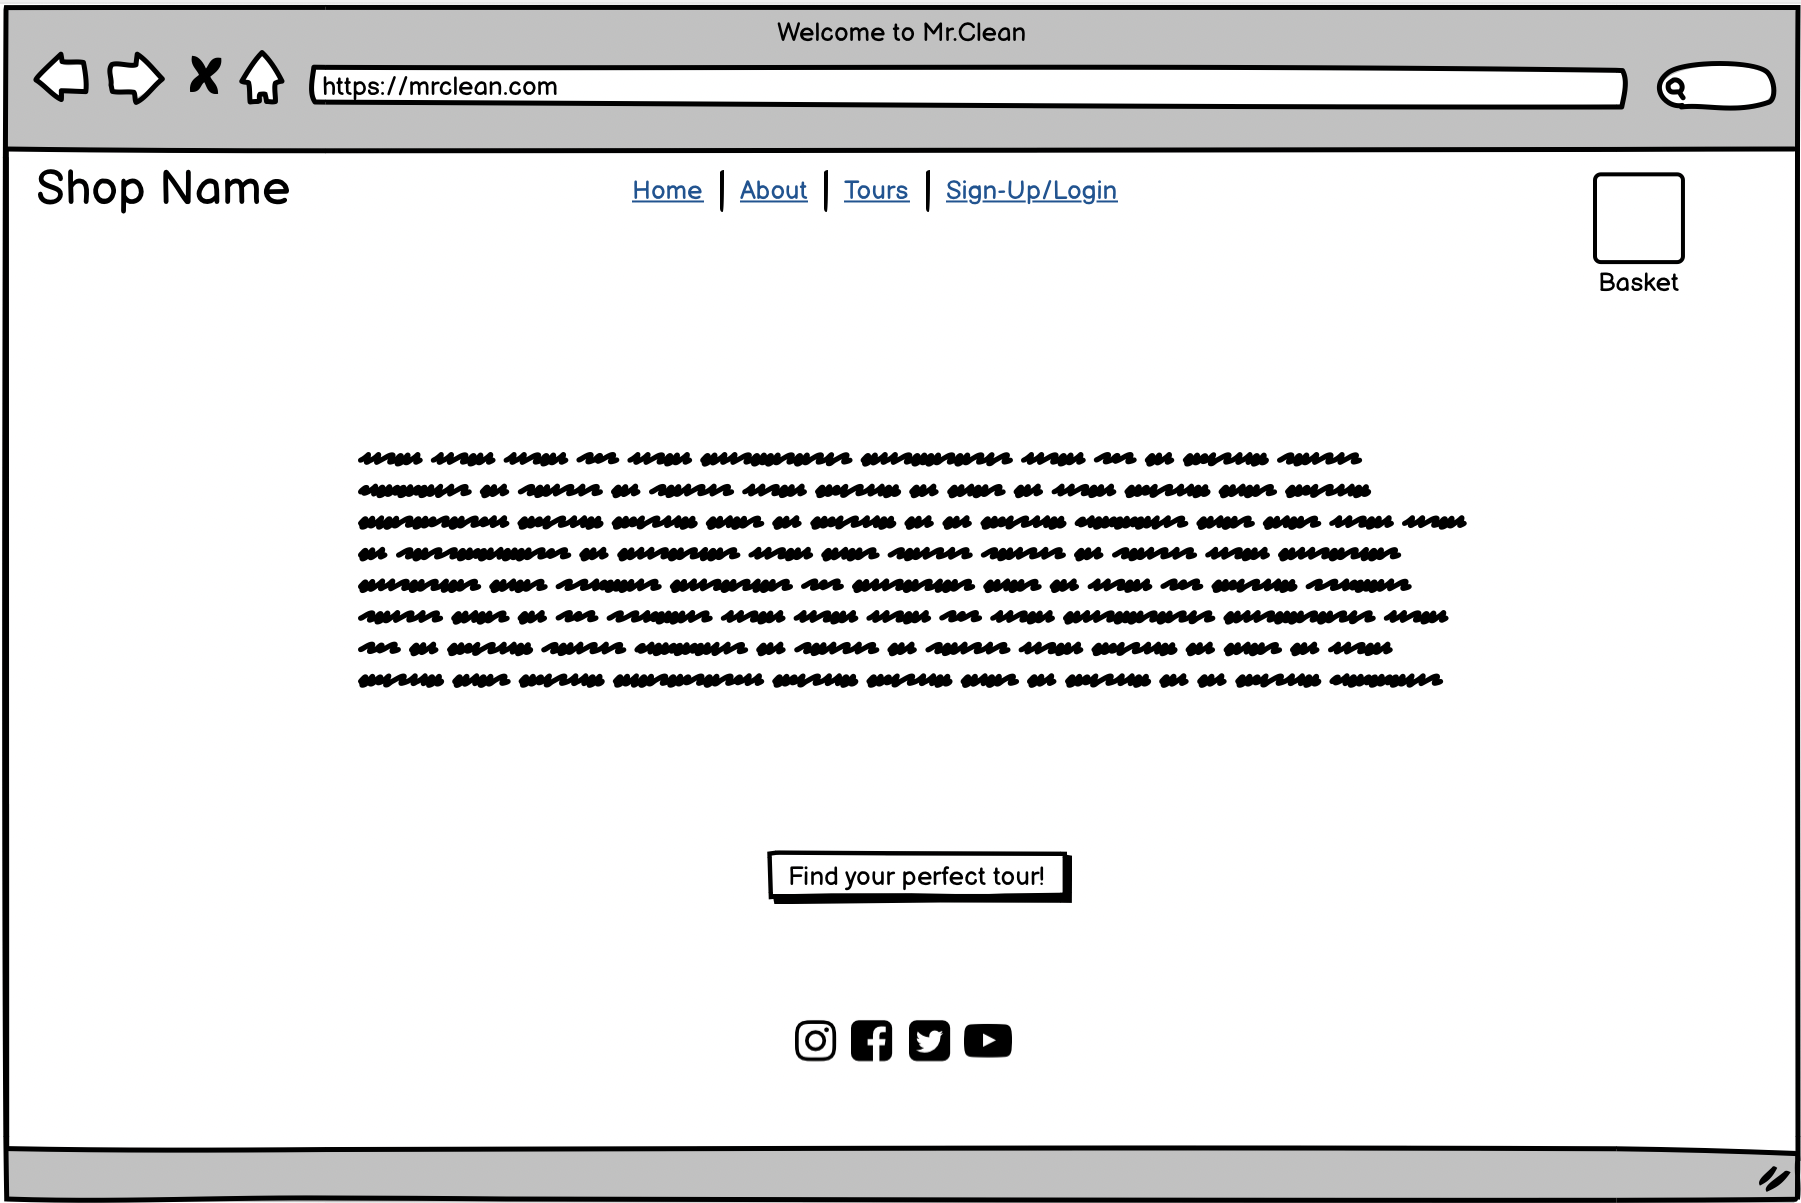 Welcome to Mr.Clean
https://mrclean.com
Shop Name
Home
About
Tours
Sign-Up/Login
Basket
Find your perfect tour!